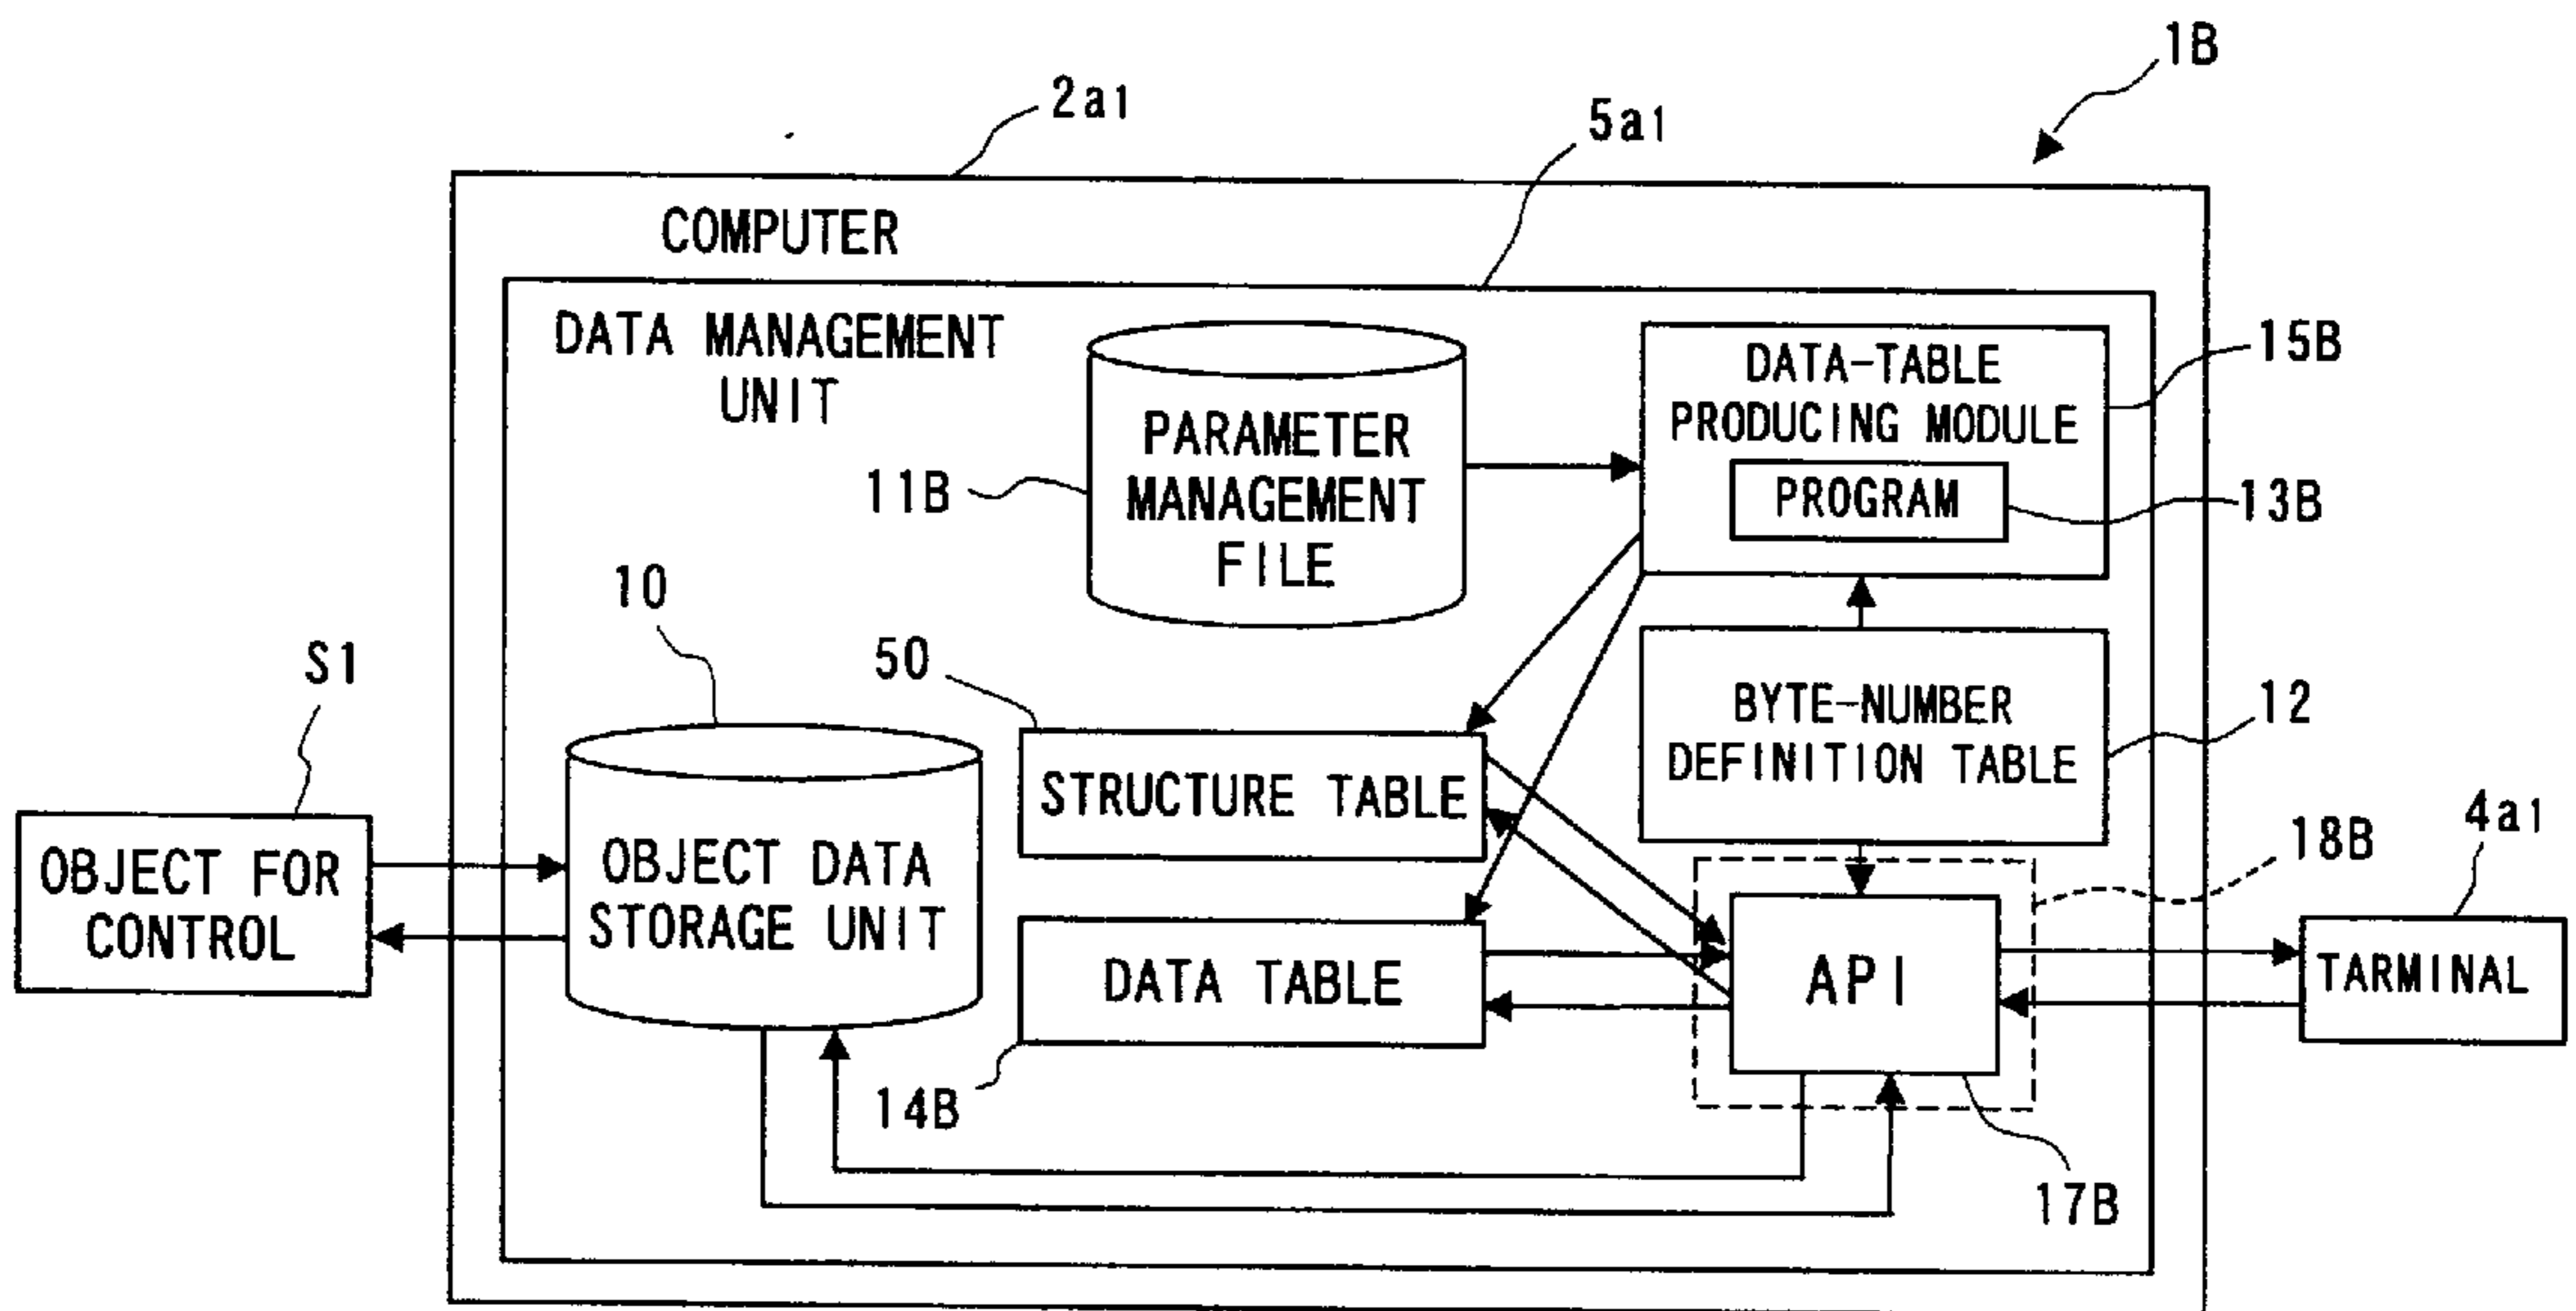 1B
2a1
5a1
COMPUTER
DATA MANAGEMENT
UNIT
PARAMETER
MANAGEMENT
FILE
11B
DATA-TABLE
PRODUCING MODULE
PROGRAM
15B
13B
10
S1
50
BYTE-NUMBER
DEFINITION TABLE
12
STRUCTURE TABLE
OBJECT FOR
CONTROL
OBJECT DATA
STORAGE UNIT
18B
4a1
DATA TABLE
API
TARMINAL
14B
17B